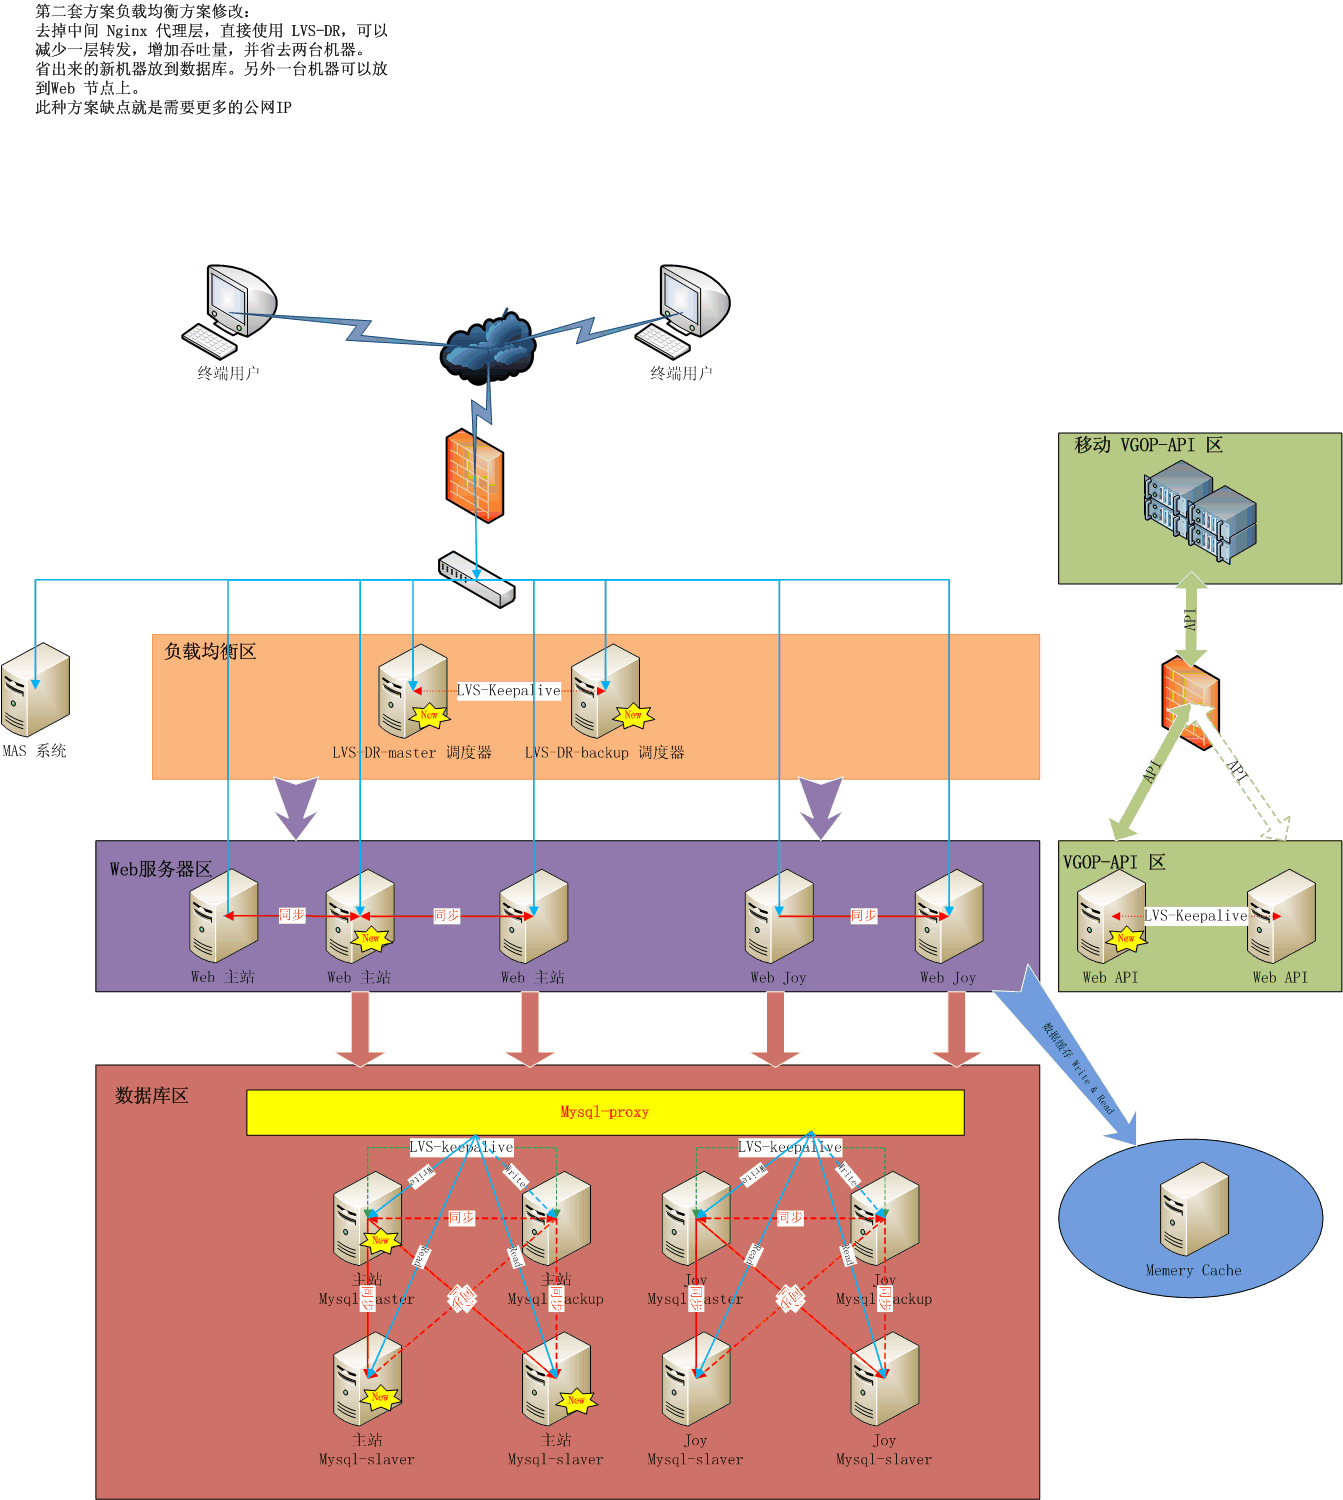 第二套方案负载均衡方案修改：
去掉中间 Nginx 代理层，直接使用 LVS-DR，可以
减少一层转发，增加吞吐量，并省去两台机器。
省出来的新机器放到数据库。另外一台机器可以放
到Web 节点上。
此种方案缺点就是需要更多的公网IP
终端用户
终端用户
移动 VGOP-API 区
API
负载均衡区
LVS-Keepalive
New
New
LVS-DR-master 调度器
LVS-DR-backup 调度器
MAS 系统
API
API
Web服务器区
同步
同步
同步
New
Web 主站
Web 主站
Web 主站
Web Joy
Web Joy
VGOP-API 区
LVS-Keepalive
New
Web API
Web API
数据缓存 Write & Read
数据库区
Mysql-proxy
LVS-keepalive
LVS-keepalive
Write
Write
Write
Write
同步
同步
New
Read
Read
Read
Read
主站
主站
Joy
Joy
同步
同步
同步
同步
同步
同步
New
New
主站
Mysql-slaver
主站
Mysql-slaver
Joy
Mysql-slaver
Joy
Mysql-slaver
Memery Cache